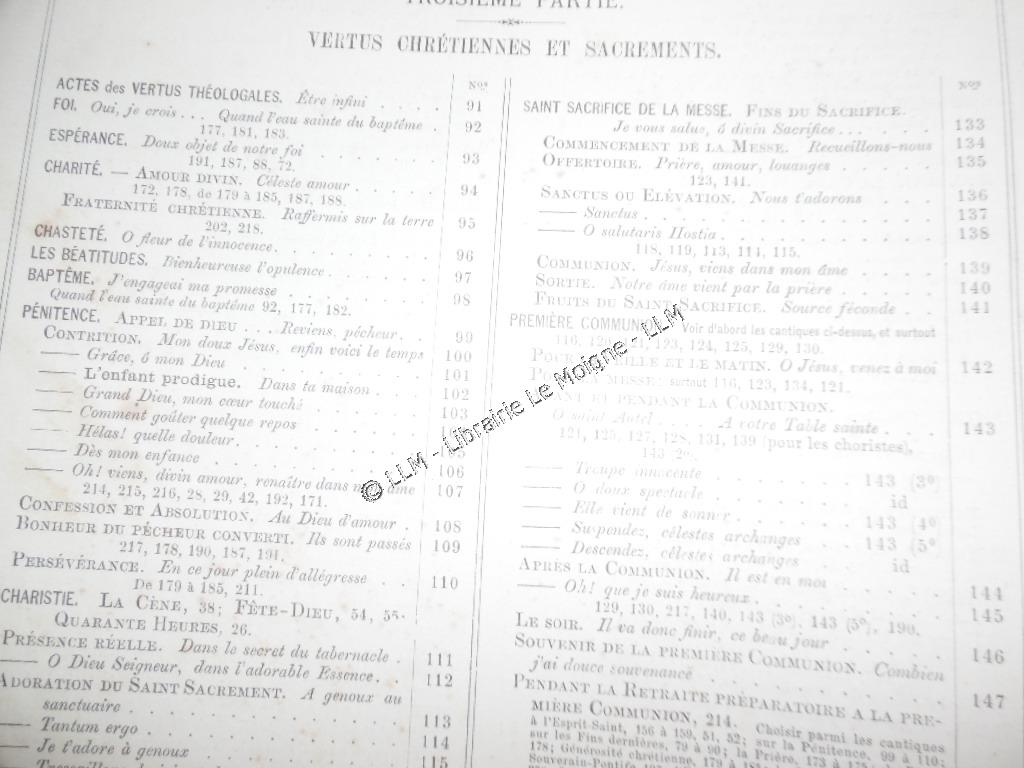 TROISIÈME PARTIE.
VERTUS CHRÉTIENNES ET SACREMENTS.
Nos
ACTES des VERTUS THÉOLOGALES. Être infini . . . . . 91
FOI. Oui, je crois... Quand l'eau sainte du baptême . 92
177, 181, 183.
ESPÉRANCE. Doux objet de notre foi . . . . . . . 93
191, 187, 88, 72.
CHARITÉ. — AMOUR DIVIN. Céleste amour . . . . . . 94
172, 178, de 179 à 185, 187, 188.
FRATERNITÉ CHRÉTIENNE. Raffermis sur la terre 95
202, 218.
CHASTETÉ. O fleur de l'innocence. . . . . . . . 96
LES BÉATITUDES. Bienheureuse l'opulence . . . . . 97
BAPTÊME. J'engageai ma promesse . . . . . . . 98
Quand l'eau sainte du baptême 92, 177, 182.
PÉNITENCE. APPEL DE DIEU . . . Reviens, pécheur. . . 99
CONTRITION. Mon doux Jésus, enfin voici le temps 100
—— Grâce, ô mon Dieu . . . . . . . . 101
—— L'enfant prodigue. Dans ta maison . . . . 102
—— Grand Dieu, mon cœur touché . . . . . 103
—— Comment goûter quelque repos
—— Hélas! quelle douleur. . . . .
—— Dès mon enfance . . . . . 106
—— Oh! viens, divin amour, renaître dans mon âme 107
214, 215, 216, 28, 29, 42, 192, 171.
CONFESSION ET ABSOLUTION. Au Dieu d'amour . 108
BONHEUR DU PÉCHEUR CONVERTI. Ils sont passés 109
217, 178, 190, 187, 191.
PERSÉVÉRANCE. En ce jour plein d'allégresse . . 110
De 179 à 185, 211.
CHARISTIE. LA CÈNE, 38; FÊTE-DIEU, 54, 55.
QUARANTE HEURES, 26.
PRÉSENCE RÉELLE. Dans le secret du tabernacle . 111
—— O Dieu Seigneur, dans l'adorable Essence. . 112
ADORATION DU SAINT SACREMENT. A genoux au
sanctuaire . . . . . . . . . . 113
—— Tantum ergo . . . . . . . . . 114
—— Je t'adore à genoux . . . . . . . 115
Nos
SAINT SACRIFICE DE LA MESSE. FINS DU SACRIFICE.
Je vous salue, ô divin Sacrifice . . . . . 133
COMMENCEMENT DE LA MESSE. Recueillons-nous 134
OFFERTOIRE. Prière, amour, louanges . . . . . 135
123, 141.
SANCTUS OU ELÉVATION. Nous t'adorons . . . 136
—— Sanctus . . . . . . . . . . 137
—— O salutaris Hostia . . . . . . . . 138
118, 119, 113, 114, 115.
COMMUNION. Jésus, viens dans mon âme . . . . 139
SORTIE. Notre âme vient par la prière . . . . 140
FRUITS DU SAINT SACRIFICE. Source féconde . . 141
PREMIÈRE COMMUN Voir d'abord les cantiques ci-dessus, et surtout
116, 123, 124, 125, 129, 130.
ET LE MATIN. O Jésus, venez à moi 142
MESSE: surtout 116, 123, 134, 121.
ET PENDANT LA COMMUNION.
O saint Autel . . . . A votre Table sainte . . . . 143
121, 125, 127, 128, 131, 139 (pour les choristes),
143 2o.
—— Troupe innocente . . . . . . . 143 (3o)
—— O doux spectacle . . . . . . . id
—— Elle vient de sonner . . . . . . 143 (4o
—— Suspendez, célestes archanges . . 143 (5o
—— Descendez, célestes archanges . . id
APRÈS LA COMMUNION. Il est en moi . . . . 144
—— Oh! que je suis heureux . . . . . . 145
129, 130, 217, 140, 143 (3o), 143 (5o), 190.
LE SOIR. Il va donc finir, ce beau jour . . . . 146
SOUVENIR DE LA PREMIÈRE COMMUNION. Combien
j'ai douce souvenance . . . . . . . 147
PENDANT LA RETRAITE PRÉPARATOIRE A LA PRE-
MIÈRE COMMUNION, 214. Choisir parmi les cantiques
à l'Esprit-Saint, 156 à 159, 51, 52; sur la Pénitence, 99 à 110;
sur les Fins dernières, 79 à 90; la Prière, 173 à
178; Générosité chrétienne, 179 à
Souverain-Pontife,
© LLM - Librairie Le Moigne - LLM